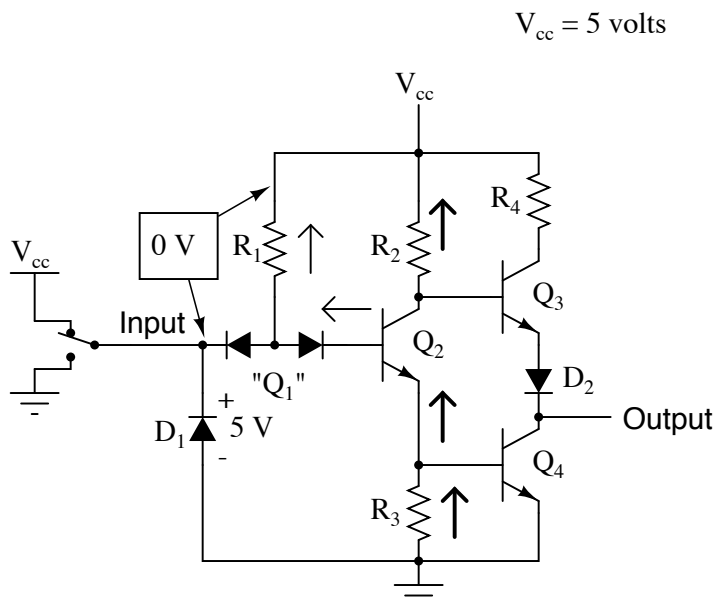 Vcc = 5 volts
Vcc
R4
0 V
R1
R2
Vcc
Q3
Input
Q2
"Q1"
D2
+
D1 5 V
-
Output
Q4
R3